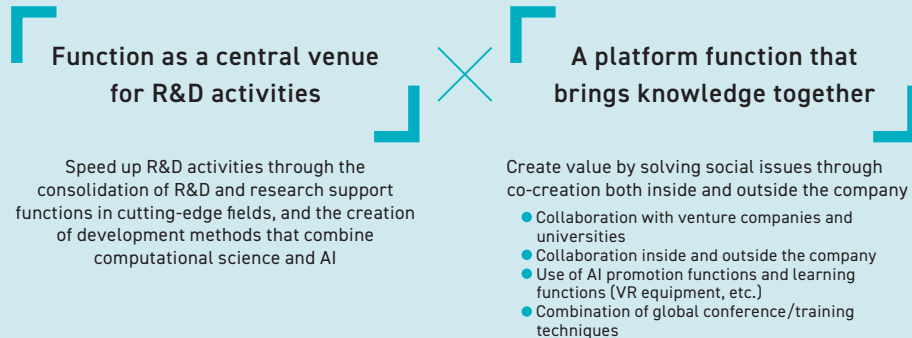 Function as a central venue
for R&D activities
Speed up R&D activities through the
consolidation of R&D and research support
functions in cutting-edge fields, and the creation
of development methods that combine
computational science and AI
A platform function that
brings knowledge together
Create value by solving social issues through
co-creation both inside and outside the company
● Collaboration with venture companies and
universities
● Collaboration inside and outside the company
● Use of AI promotion functions and learning
functions (VR equipment, etc.)
● Combination of global conference/training
techniques